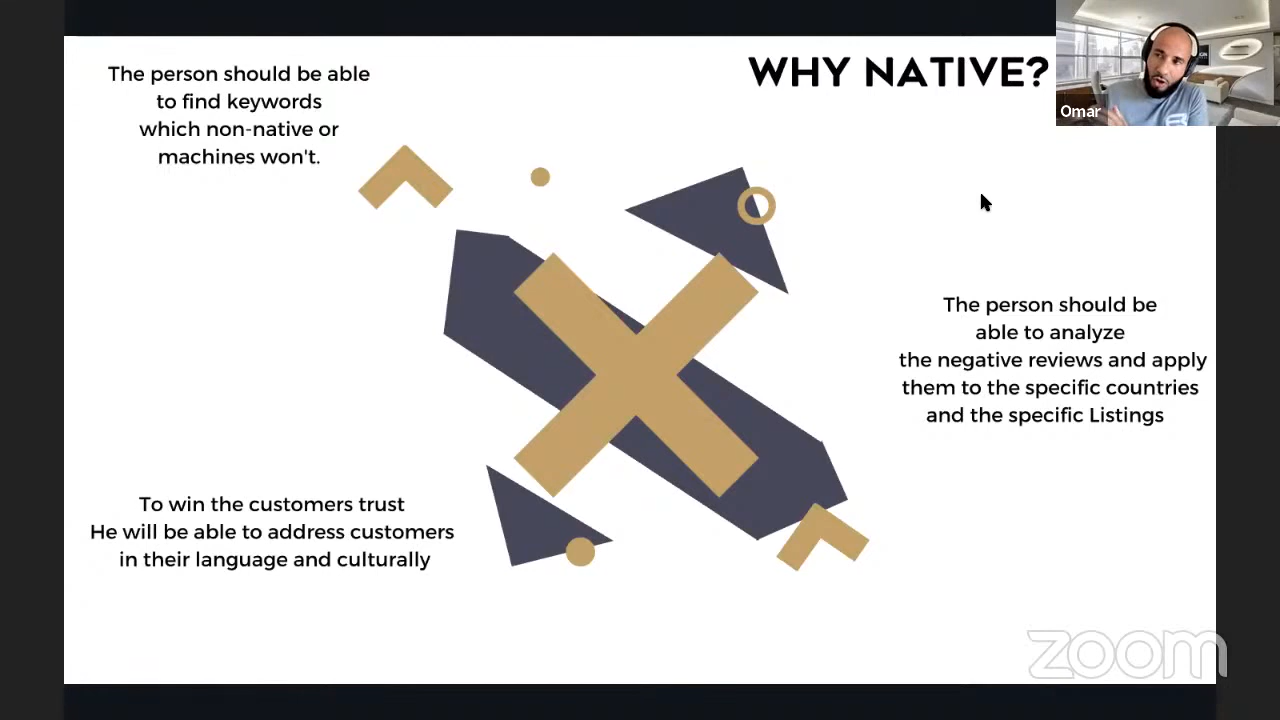 The person should be able
to find keywords
which non-native or
machines won't.
WHY NATIVE?
Omar
The person should be
able to analyze
the negative reviews and apply
them to the specific countries
and the specific Listings
To win the customers trust
He will be able to address customers
in their language and culturally
zoom